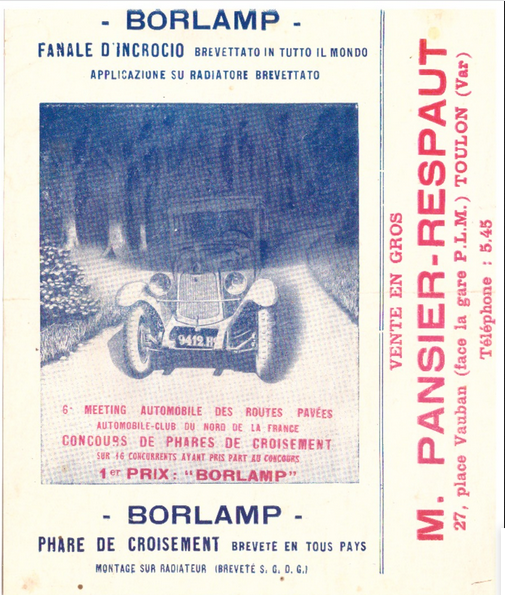 - BORLAMP -
FANALE D'INCROCIO BREVETTATO IN TUTTO IL MONDO
APPLICAZIONE SU RADIATORE BREVETTATO
9412
6e MEETING AUTOMOBILE DES ROUTES PAVÉES
AUTOMOBILE-CLUB DU NORD DE LA FRANCE
CONCOURS DE PHARES DE CROISEMENT
SUR 16 CONCURRENTS AYANT PRIS PART AU CONCOURS
1er PRIX : "BORLAMP"
- BORLAMP -
PHARE DE CROISEMENT BREVETÉ EN TOUS PAYS
MONTAGE SUR RADIATEUR (BREVETÉ S. G. D. G.)
VENTE EN GROS
M. PANSIER-RESPAUT
27, place Vauban (face la gare P.L.M.) TOULON (Var)
Téléphone : 5.45